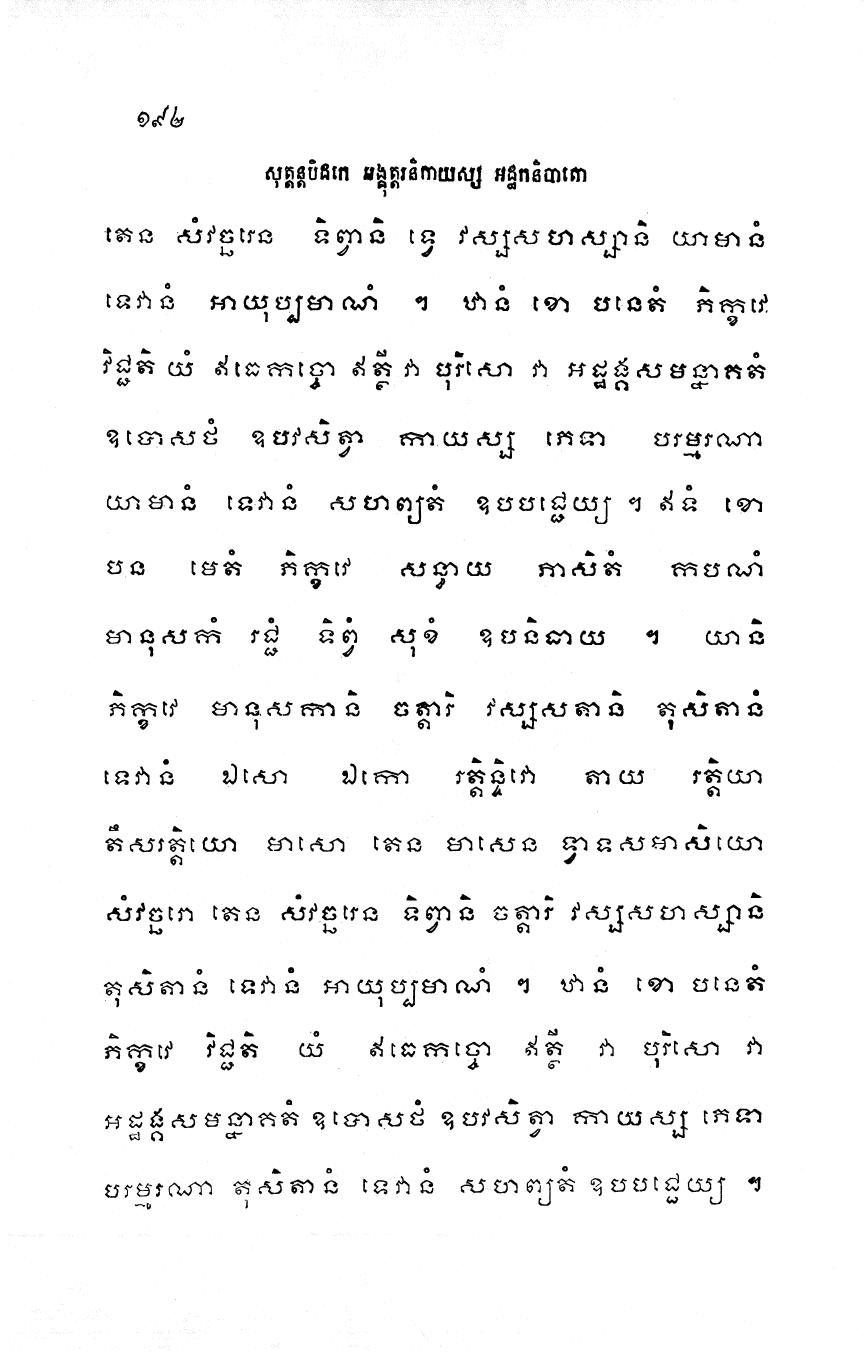 ១៩៤
សុត្តន្តបិដកេ អង្គុត្តរនិកាយស្ស អដ្ឋកនិបាតោ
តេន សំវច្ឆរេន ទិព្វានិ ទ្វេ វស្សសហស្សានិ យាមានំ
ទេវានំ អាយុប្បមាណំ ។ ឋានំ ខោ បនេតំ ភិក្ខវេ
វិជ្ជតិ យំ ឥធេកច្ចោ ឥត្ថី វា បុរិសោ វា អដ្ឋង្គសមន្នាគតំ
ឧបោសថំ ឧបវសិត្វា កាយស្ស ភេទា បរម្មរណា
យាមានំ ទេវានំ សហព្យតំ ឧបបជ្ជេយ្យ ។ ឥទំ ខោ
បន មេតំ ភិក្ខវេ សន្ធាយ ភាសិតំ កបណំ
មានុសកំ រជ្ជំ ទិព្វំ សុខំ ឧបនិធាយ ។ យានិ
ភិក្ខវេ មានុសកានិ ចត្តារិ វស្សសតានិ តុសិតានំ
ទេវានំ ឯសោ ឯកោ រត្តិន្ទិវោ តាយ រត្តិយា
តឹសរត្តិយោ មាសោ តេន មាសេន ទ្វាទសមាសិយោ
សំវច្ឆរោ តេន សំវច្ឆរេន ទិព្វានិ ចត្តារិ វស្សសហស្សានិ
តុសិតានំ ទេវានំ អាយុប្បមាណំ ។ ឋានំ ខោ បនេតំ
ភិក្ខវេ វិជ្ជតិ យំ ឥធេកច្ចោ ឥត្ថី វា បុរិសោ វា
អដ្ឋង្គសមន្នាគតំ ឧបោសថំ ឧបវសិត្វា កាយស្ស ភេទា
បរម្មរណា តុសិតានំ ទេវានំ សហព្យតំ ឧបបជ្ជេយ្យ ។